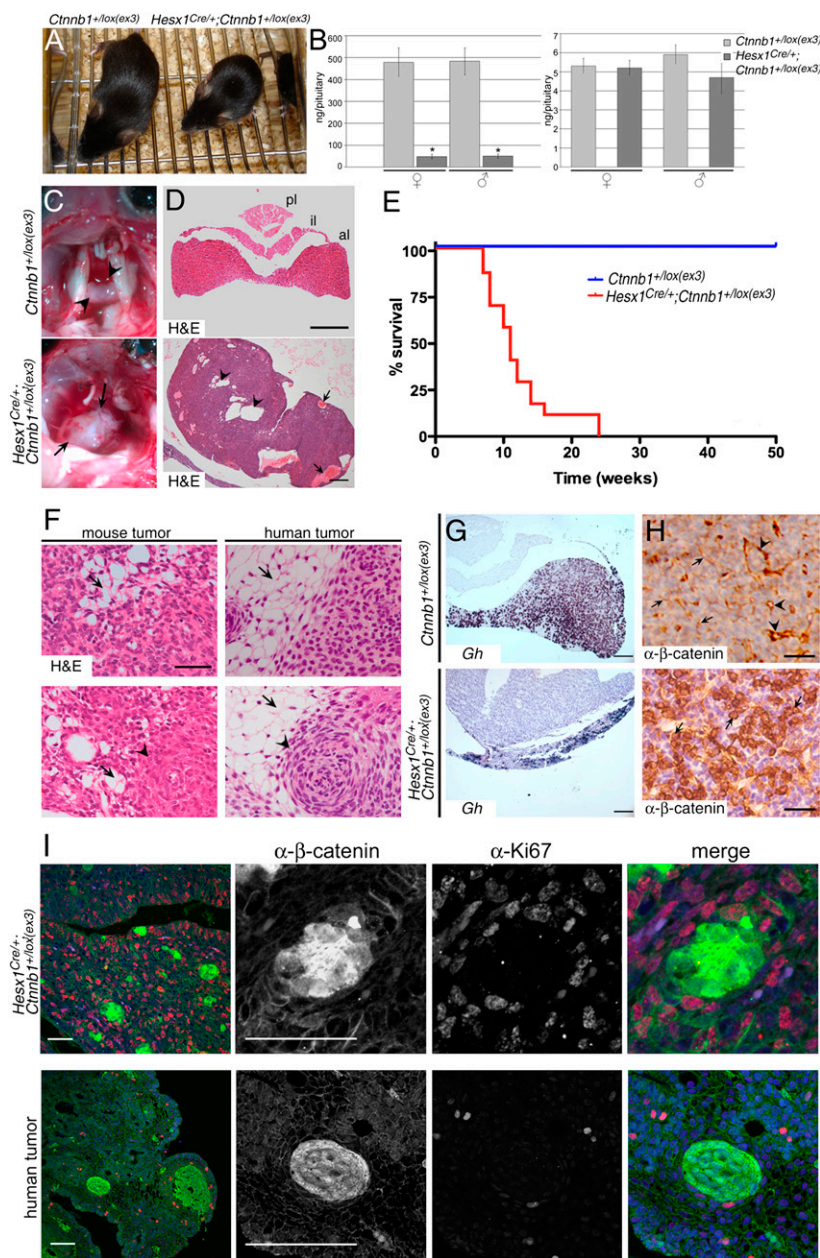 Ctnnb1+/lox(ex3)
Hesx1Cre/+;Ctnnb1+/lox(ex3)
A
B
ng/pituitary
600
500
400
300
200
100
0
*
*
♀
♂
ng/pituitary
7
6
5
4
3
2
1
0
♀
♂
Ctnnb1+/lox(ex3)
Hesx1Cre/+;
Ctnnb1+/lox(ex3)
C
Ctnnb1+/lox(ex3)
Hesx1Cre/+.
Ctnnb1+/lox(ex3)
D
pl
il
al
H&E
H&E
E
% survival
100
75
50
25
0
0
10
20
30
40
50
Time (weeks)
Ctnnb1+/lox(ex3)
Hesx1Cre/+;Ctnnb1+/lox(ex3)
F
mouse tumor
human tumor
H&E
G
Ctnnb1+/lox(ex3)
Gh
Hesx1Cre/+.
Ctnnb1+/lox(ex3)
Gh
H
α-β-catenin
α-β-catenin
I
α-β-catenin
α-Ki67
merge
Hesx1Cre/+.
Ctnnb1+/lox(ex3)
human tumor